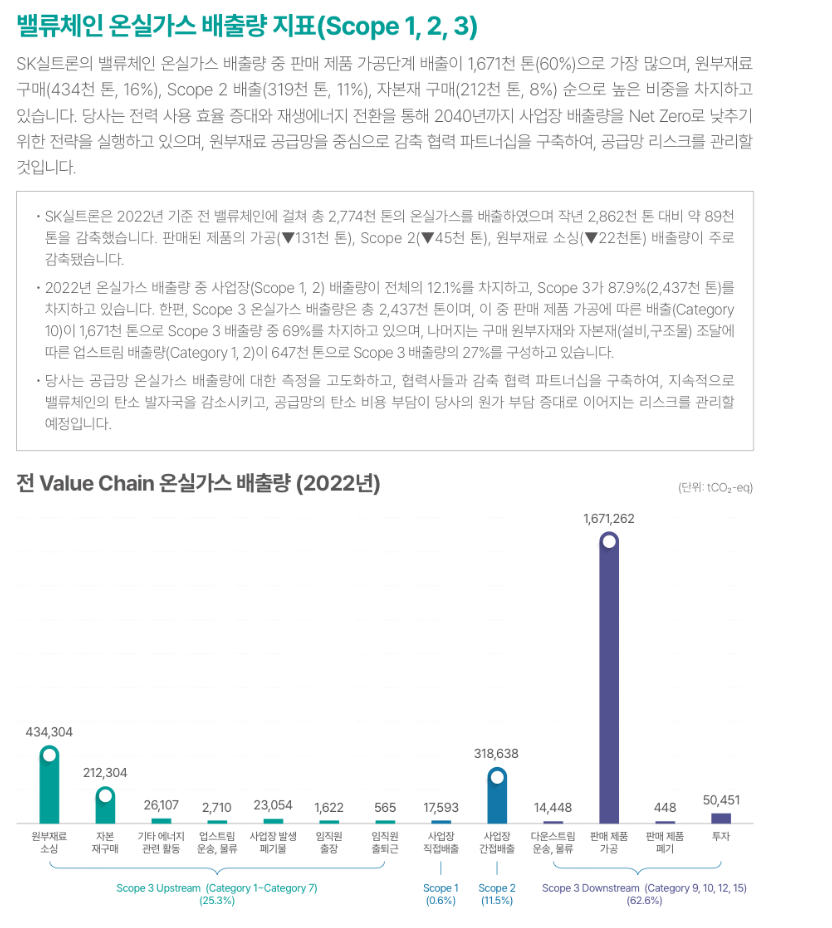 밸류체인 온실가스 배출량 지표(Scope 1, 2, 3)
SK실트론의 밸류체인 온실가스 배출량 중 판매 제품 가공단계 배출이 1,671천 톤(60%)으로 가장 많으며, 원부재료
구매(434천 톤, 16%), Scope 2 배출(319천 톤, 11%), 자본재 구매(212천 톤, 8%) 순으로 높은 비중을 차지하고
있습니다. 당사는 전력 사용 효율 증대와 재생에너지 전환을 통해 2040년까지 사업장 배출량을 Net Zero로 낮추기
위한 전략을 실행하고 있으며, 원부재료 공급망을 중심으로 감축 협력 파트너십을 구축하여, 공급망 리스크를 관리할
것입니다.
· SK실트론은 2022년 기준 전 밸류체인에 걸쳐 총 2,774천 톤의 온실가스를 배출하였으며 작년 2,862천 톤 대비 약 89천
톤을 감축했습니다. 판매된 제품의 가공(▼131천 톤), Scope 2(▼45천 톤), 원부재료 소싱(▼22천톤) 배출량이 주로
감축됐습니다.
· 2022년 온실가스 배출량 중 사업장(Scope 1, 2) 배출량이 전체의 12.1%를 차지하고, Scope 3가 87.9%(2,437천 톤)를
차지하고 있습니다. 한편, Scope 3 온실가스 배출량은 총 2,437천 톤이며, 이 중 판매 제품 가공에 따른 배출(Category
10)이 1,671천 톤으로 Scope 3 배출량 중 69%를 차지하고 있으며, 나머지는 구매 원부자재와 자본재(설비,구조물) 조달에
따른 업스트림 배출량(Category 1, 2)이 647천 톤으로 Scope 3 배출량의 27%를 구성하고 있습니다.
· 당사는 공급망 온실가스 배출량에 대한 측정을 고도화하고, 협력사들과 감축 협력 파트너십을 구축하여, 지속적으로
밸류체인의 탄소 발자국을 감소시키고, 공급망의 탄소 비용 부담이 당사의 원가 부담 증대로 이어지는 리스크를 관리할
예정입니다.
전 Value Chain 온실가스 배출량 (2022년)
(단위: tCO₂-eq)
1,671,262
434,304
318,638
212,304
26,107
2,710
23,054
1,622
565
17,593
14,448
448
50,451
원부재료 자본 기타 에너지 업스트림 사업장 발생 임직원 임직원 사업장 사업장 다운스트림 판매 제품 판매 제품 투자
소싱 재구매 관련 활동 운송, 물류 폐기물 출장 출퇴근 직접배출 간접배출 운송, 물류 가공 폐기
Scope 3 Upstream (Category 1~Category 7) Scope 1 Scope 2 Scope 3 Downstream (Category 9, 10, 12, 15)
(25.3%) (0.6%) (11.5%) (62.6%)